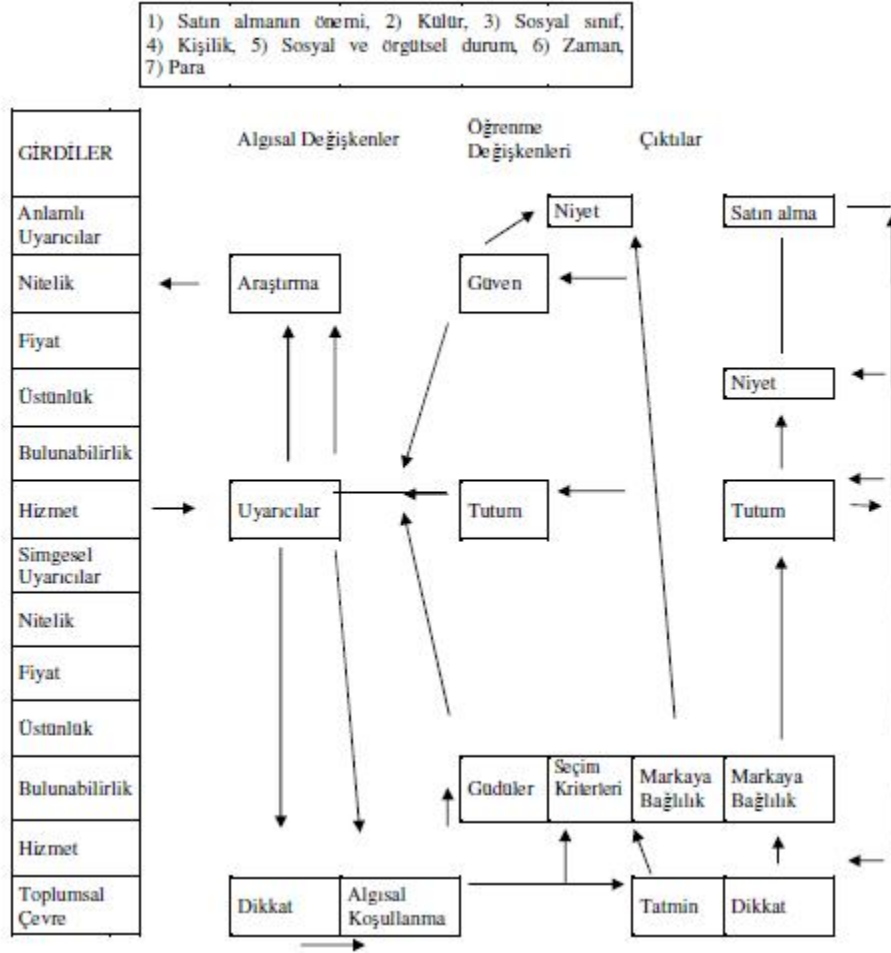 1) Satın almanın önemi, 2) Külür, 3) Sosyal sınıf,
4) Kişilik, 5) Sosyal ve örgütsel durum, 6) Zaman,
7) Para
GİRDİLER
Algısal Değişkenler
Öğrenme
Değişkenleri
Çıktılar
Anlamlı
Uyarıcılar
Niyet
Satın alma
Nitelik
Araştırma
Güven
Fiyat
Üstünlük
Niyet
Bulunabilirlik
Hizmet
Uyarıcılar
Tutum
Tutum
Simgesel
Uyarıcılar
Nitelik
Fiyat
Üstünlük
Bulunabilirlik
Güdüler
Seçim
Kriterleri
Markaya
Bağlılık
Markaya
Bağlılık
Hizmet
Toplumsal
Çevre
Dikkat
Algısal
Koşullanma
Tatmin
Dikkat